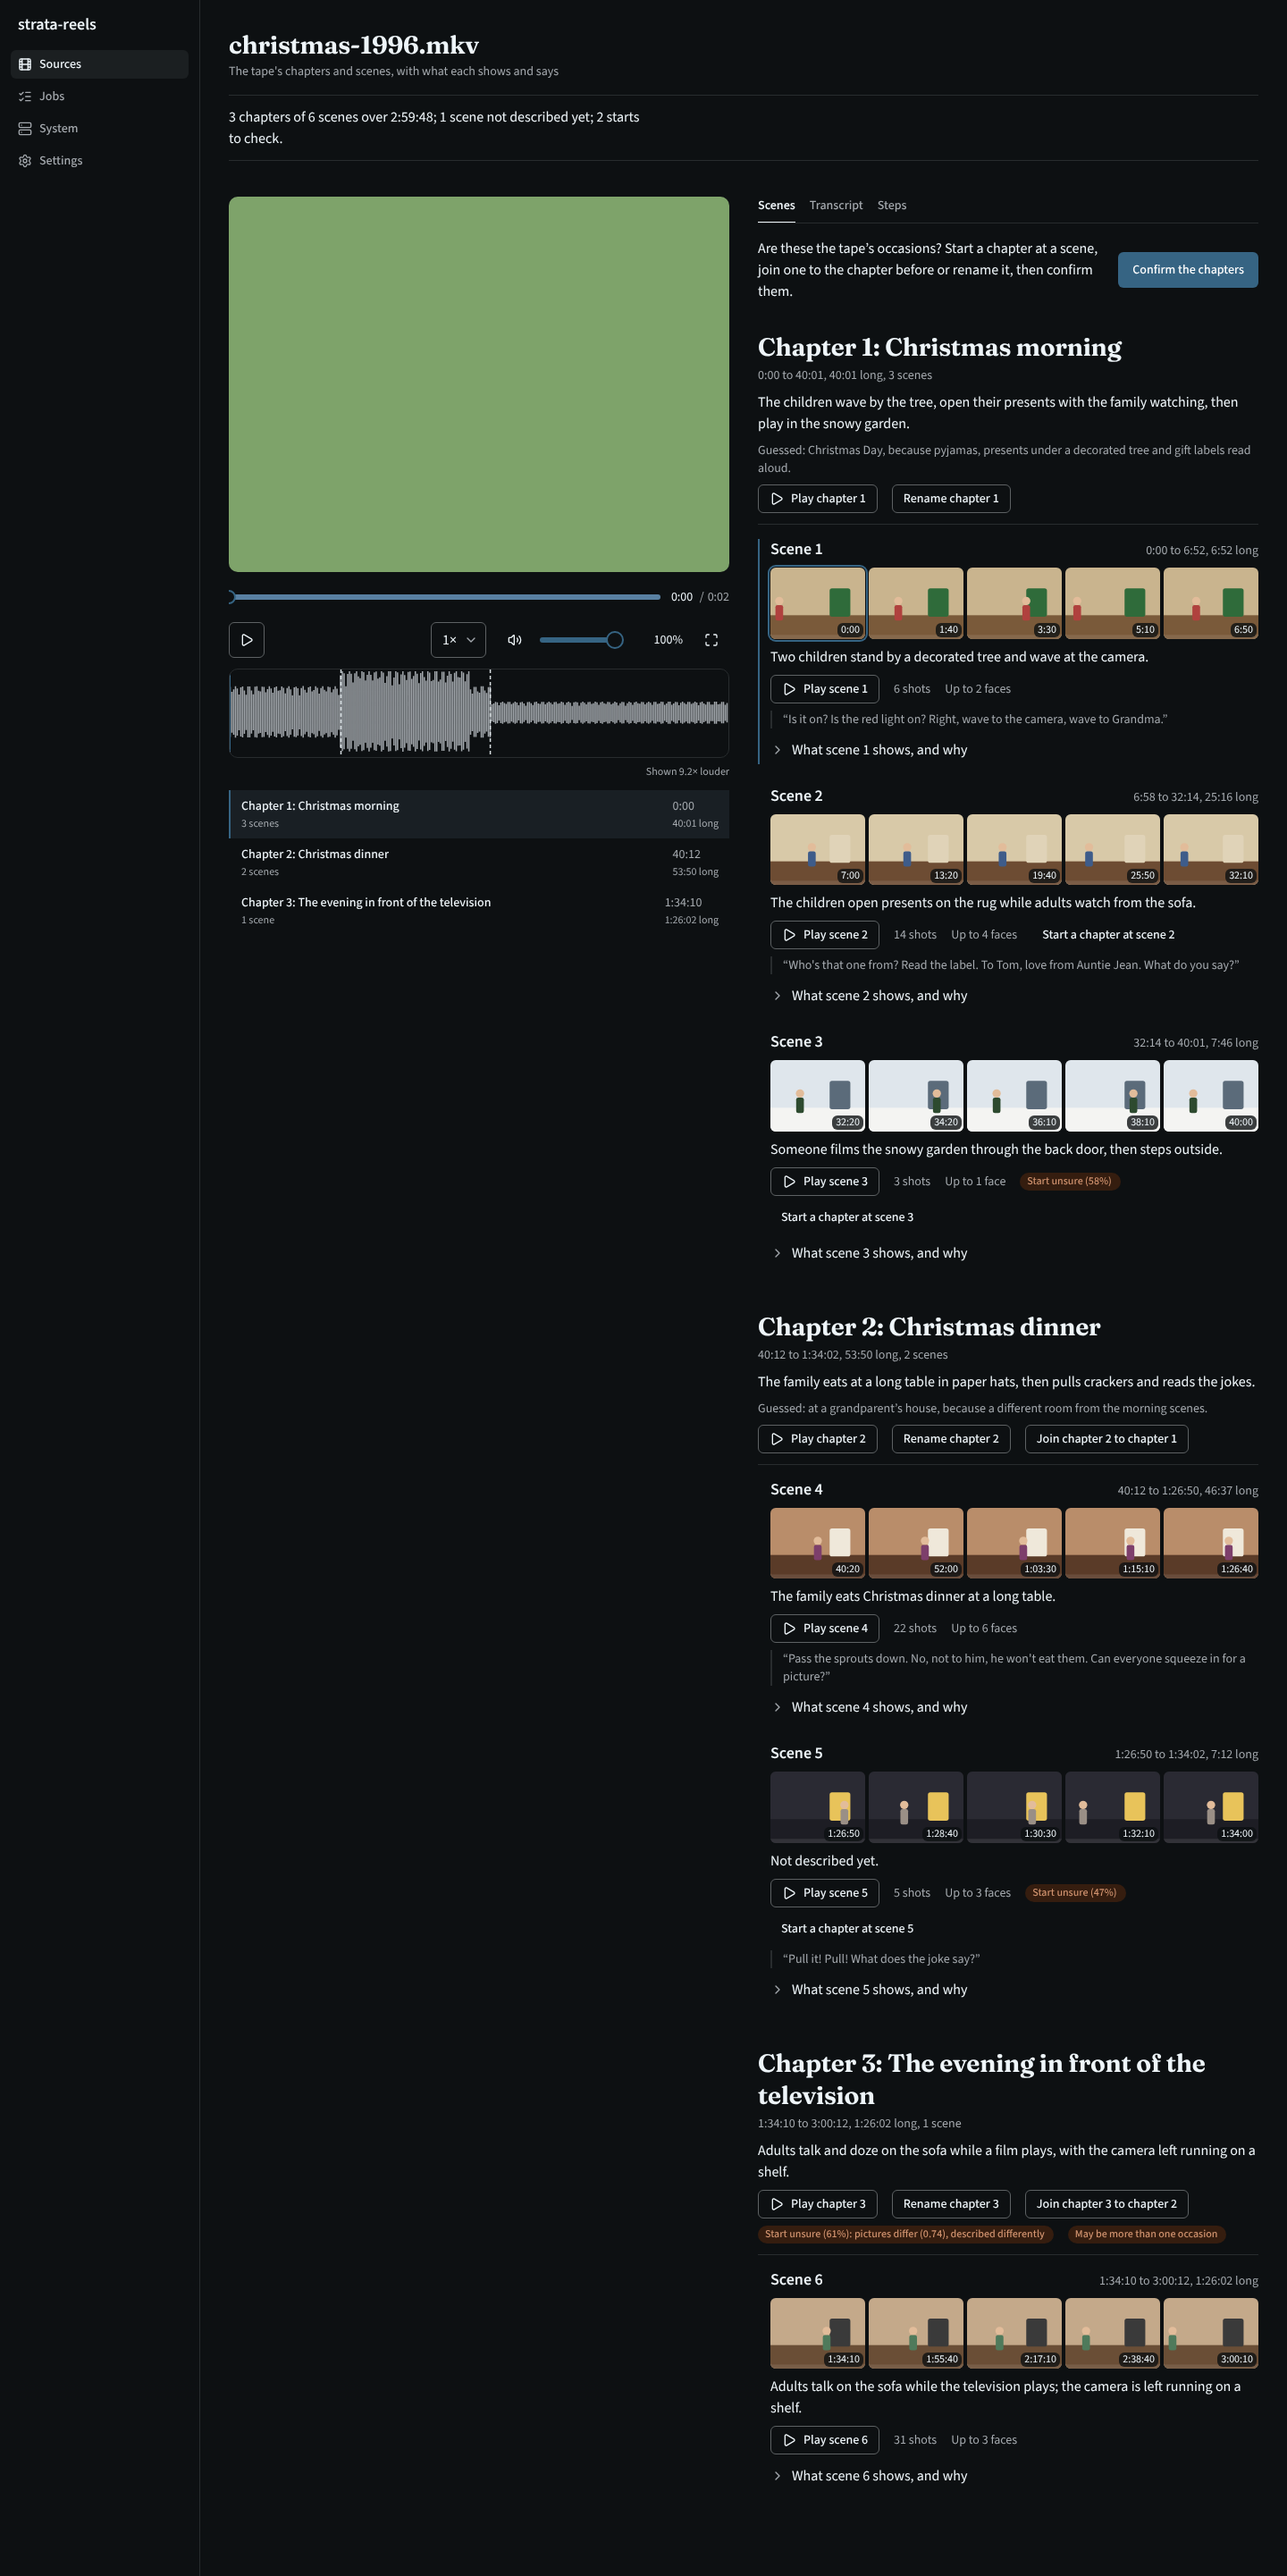 strata-reels
Sources
Jobs
System
Settings
christmas-1996.mkv
The tape's chapters and scenes, with what each shows and says
3 chapters of 6 scenes over 2:59:48; 1 scene not described yet; 2 starts
to check.
0:00 / 0:02
1×
100%
Shown 9.2× louder
Chapter 1: Christmas morning 0:00
3 scenes 40:01 long
Chapter 2: Christmas dinner 40:12
2 scenes 53:50 long
Chapter 3: The evening in front of the television 1:34:10
1 scene 1:26:02 long
Scenes Transcript Steps
Are these the tape’s occasions? Start a chapter at a scene,
join one to the chapter before or rename it, then confirm
them.
Confirm the chapters
Chapter 1: Christmas morning
0:00 to 40:01, 40:01 long, 3 scenes
The children wave by the tree, open their presents with the family watching, then
play in the snowy garden.
Guessed: Christmas Day, because pyjamas, presents under a decorated tree and gift labels read
aloud.
Play chapter 1 Rename chapter 1
Scene 1 0:00 to 6:52, 6:52 long
0:00 1:40 3:30 5:10 6:50
Two children stand by a decorated tree and wave at the camera.
Play scene 1 6 shots Up to 2 faces
“Is it on? Is the red light on? Right, wave to the camera, wave to Grandma.”
What scene 1 shows, and why
Scene 2 6:58 to 32:14, 25:16 long
7:00 13:20 19:40 25:50 32:10
The children open presents on the rug while adults watch from the sofa.
Play scene 2 14 shots Up to 4 faces Start a chapter at scene 2
“Who's that one from? Read the label. To Tom, love from Auntie Jean. What do you say?”
What scene 2 shows, and why
Scene 3 32:14 to 40:01, 7:46 long
32:20 34:20 36:10 38:10 40:00
Someone films the snowy garden through the back door, then steps outside.
Play scene 3 3 shots Up to 1 face Start unsure (58%)
Start a chapter at scene 3
What scene 3 shows, and why
Chapter 2: Christmas dinner
40:12 to 1:34:02, 53:50 long, 2 scenes
The family eats at a long table in paper hats, then pulls crackers and reads the jokes.
Guessed: at a grandparent’s house, because a different room from the morning scenes.
Play chapter 2 Rename chapter 2 Join chapter 2 to chapter 1
Scene 4 40:12 to 1:26:50, 46:37 long
40:20 52:00 1:03:30 1:15:10 1:26:40
The family eats Christmas dinner at a long table.
Play scene 4 22 shots Up to 6 faces
“Pass the sprouts down. No, not to him, he won't eat them. Can everyone squeeze in for a
picture?”
What scene 4 shows, and why
Scene 5 1:26:50 to 1:34:02, 7:12 long
1:26:50 1:28:40 1:30:30 1:32:10 1:34:00
Not described yet.
Play scene 5 5 shots Up to 3 faces Start unsure (47%)
Start a chapter at scene 5
“Pull it! Pull! What does the joke say?”
What scene 5 shows, and why
Chapter 3: The evening in front of the
television
1:34:10 to 3:00:12, 1:26:02 long, 1 scene
Adults talk and doze on the sofa while a film plays, with the camera left running on a
shelf.
Play chapter 3 Rename chapter 3 Join chapter 3 to chapter 2
Start unsure (61%): pictures differ (0.74), described differently May be more than one occasion
Scene 6 1:34:10 to 3:00:12, 1:26:02 long
1:34:10 1:55:40 2:17:10 2:38:40 3:00:10
Adults talk on the sofa while the television plays; the camera is left running on a
shelf.
Play scene 6 31 shots Up to 3 faces
What scene 6 shows, and why